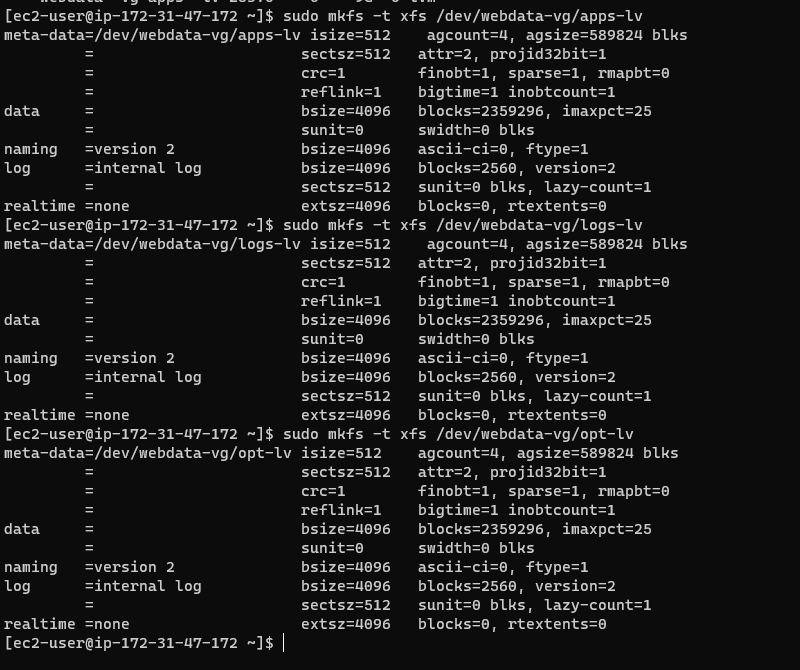 [ec2-user@ip-172-31-47-172 ~]$ sudo mkfs -t xfs /dev/webdata-vg/apps-lv
meta-data=/dev/webdata-vg/apps-lv isize=512    agcount=4, agsize=589824 blks
         =                       sectsz=512   attr=2, projid32bit=1
         =                       crc=1        finobt=1, sparse=1, rmapbt=0
         =                       reflink=1    bigtime=1 inobtcount=1
data     =                       bsize=4096   blocks=2359296, imaxpct=25
         =                       sunit=0      swidth=0 blks
naming   =version 2              bsize=4096   ascii-ci=0, ftype=1
log      =internal log           bsize=4096   blocks=2560, version=2
         =                       sectsz=512   sunit=0 blks, lazy-count=1
realtime =none                   extsz=4096   blocks=0, rtextents=0
[ec2-user@ip-172-31-47-172 ~]$ sudo mkfs -t xfs /dev/webdata-vg/logs-lv
meta-data=/dev/webdata-vg/logs-lv isize=512    agcount=4, agsize=589824 blks
         =                       sectsz=512   attr=2, projid32bit=1
         =                       crc=1        finobt=1, sparse=1, rmapbt=0
         =                       reflink=1    bigtime=1 inobtcount=1
data     =                       bsize=4096   blocks=2359296, imaxpct=25
         =                       sunit=0      swidth=0 blks
naming   =version 2              bsize=4096   ascii-ci=0, ftype=1
log      =internal log           bsize=4096   blocks=2560, version=2
         =                       sectsz=512   sunit=0 blks, lazy-count=1
realtime =none                   extsz=4096   blocks=0, rtextents=0
[ec2-user@ip-172-31-47-172 ~]$ sudo mkfs -t xfs /dev/webdata-vg/opt-lv
meta-data=/dev/webdata-vg/opt-lv isize=512    agcount=4, agsize=589824 blks
         =                       sectsz=512   attr=2, projid32bit=1
         =                       crc=1        finobt=1, sparse=1, rmapbt=0
         =                       reflink=1    bigtime=1 inobtcount=1
data     =                       bsize=4096   blocks=2359296, imaxpct=25
         =                       sunit=0      swidth=0 blks
naming   =version 2              bsize=4096   ascii-ci=0, ftype=1
log      =internal log           bsize=4096   blocks=2560, version=2
         =                       sectsz=512   sunit=0 blks, lazy-count=1
realtime =none                   extsz=4096   blocks=0, rtextents=0
[ec2-user@ip-172-31-47-172 ~]$